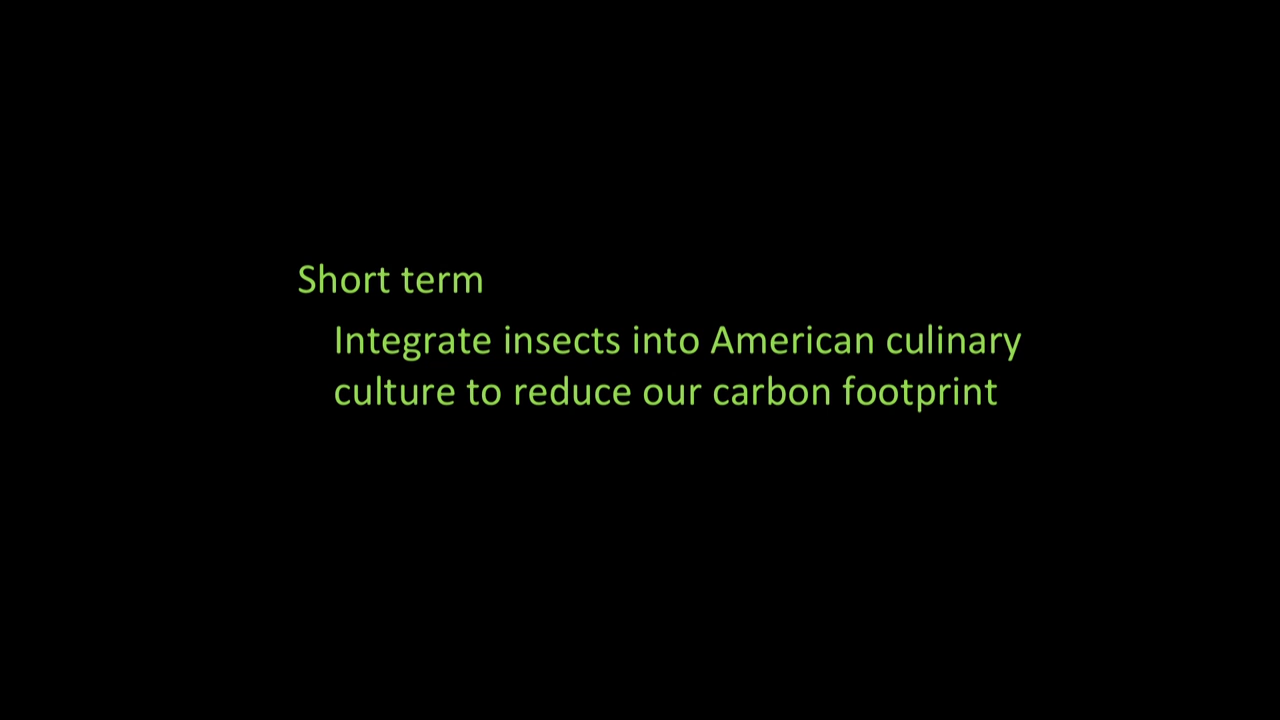 Short term
Integrate insects into American culinary
culture to reduce our carbon footprint